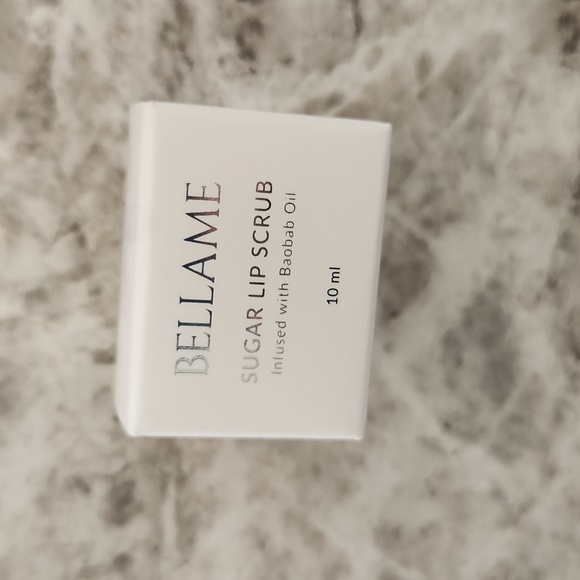 BELLAME
SUGAR LIP SCRUB
Infused with Baobab Oil
10 ml